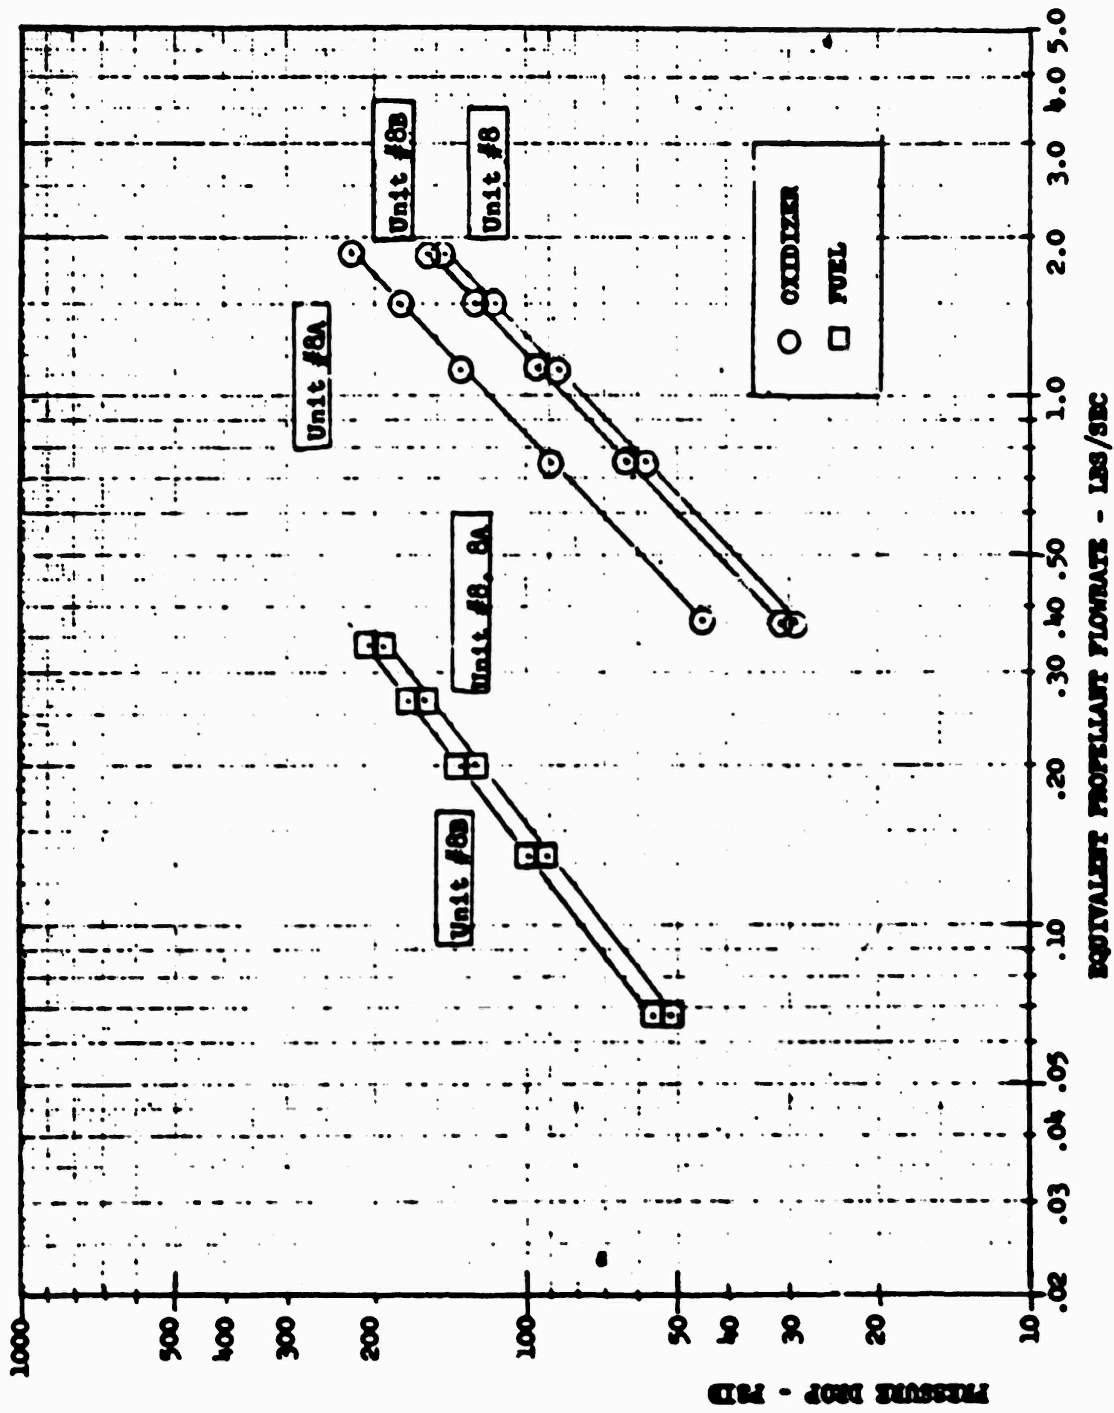 1000
500
400
300
200
100
50
40
30
20
10
PRESSURE DROP - PSID
.02
.03
.04
.05
.10
.20
.30
.40
.50
1.0
2.0
3.0
4.0
5.0
EQUIVALENT PROPELLANT FLOWRATE - LBS/SEC
Unit #8A
Unit #8B
Unit #8
Unit #8, 8A
Unit #8B
OXIDIZER
FUEL